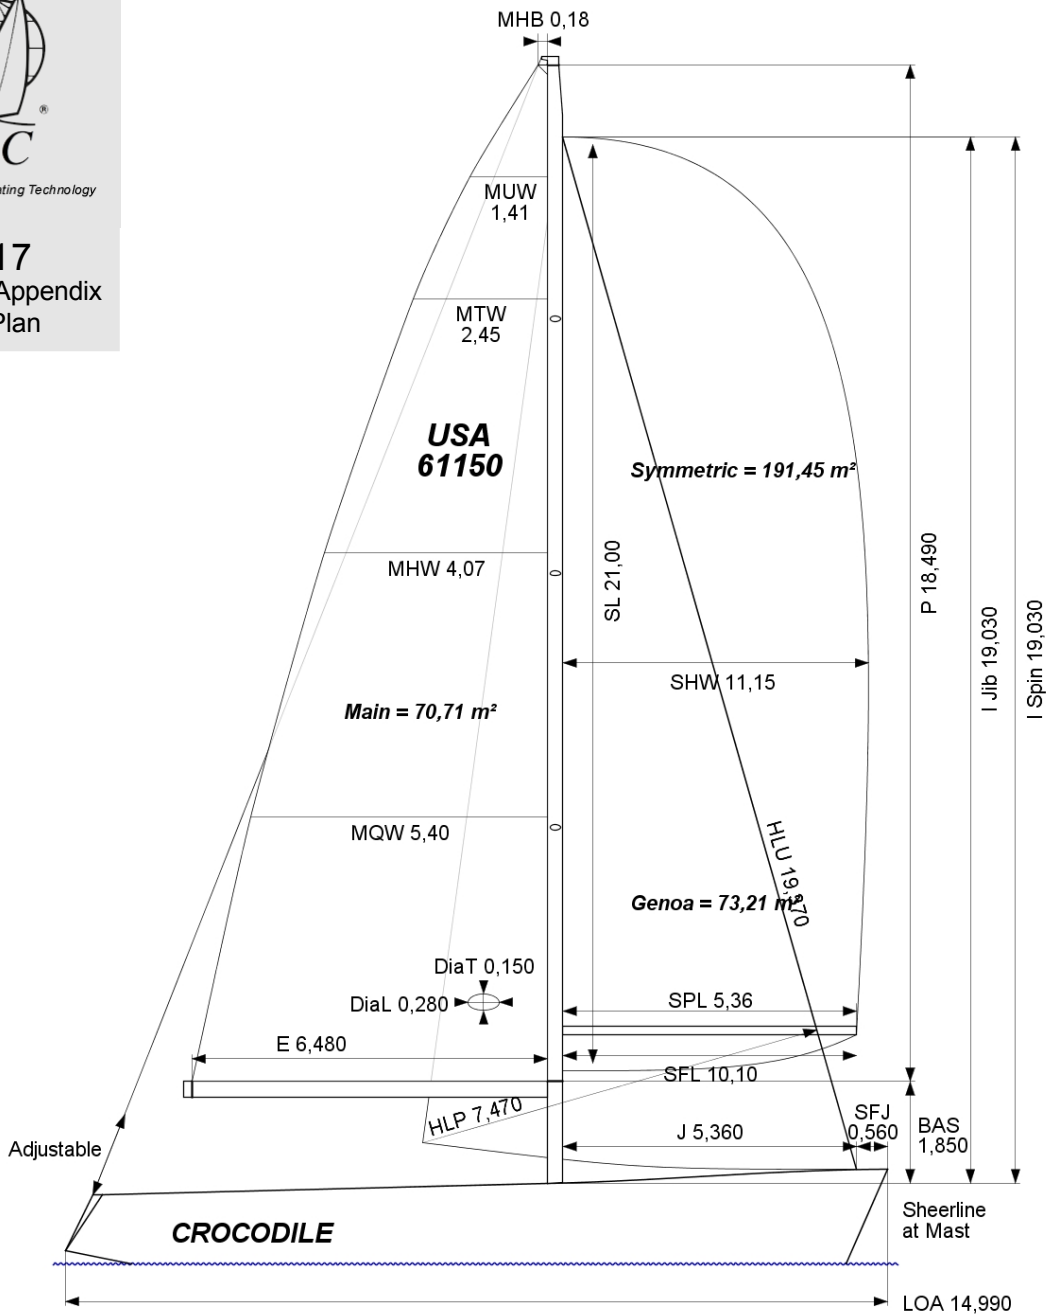 MHB 0,18
®
C
ting Technology
17
Appendix
Plan
MUW
1,41
MTW
2,45
USA
61150
Symmetric = 191,45 m²
SL 21,00
P 18,490
MHW 4,07
I Jib 19,030
I Spin 19,030
SHW 11,15
Main = 70,71 m²
MQW 5,40
Genoa = 73,21 m²
DiaT 0,150
DiaL 0,280
SPL 5,36
E 6,480
SFL 10,10
HLP 7,470
J 5,360
SFJ
0,560
BAS
1,850
Adjustable
Sheerline
at Mast
CROCODILE
LOA 14,990